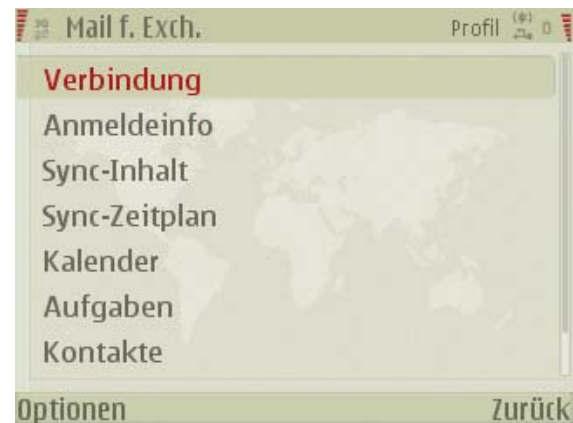 Mail f. Exch. Profil
Verbindung
Anmeldeinfo
Sync-Inhalt
Sync-Zeitplan
Kalender
Aufgaben
Kontakte
Optionen Zurück